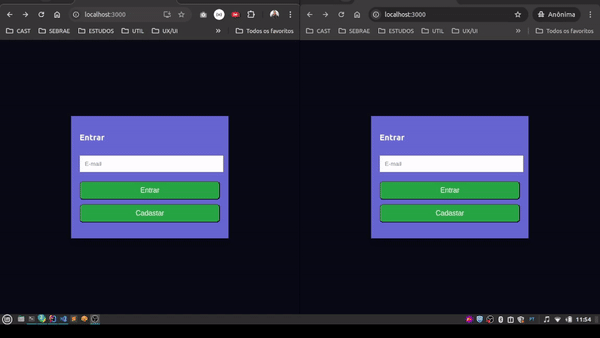 localhost:3000
CAST SEBRAE ESTUDOS UTIL UX/UI » Todos os favoritos
Entrar
E-mail
Entrar
Cadastar
localhost:3000 Anônima
CAST SEBRAE ESTUDOS UTIL UX/UI » Todos os favoritos
Entrar
E-mail
Entrar
Cadastar
11:54